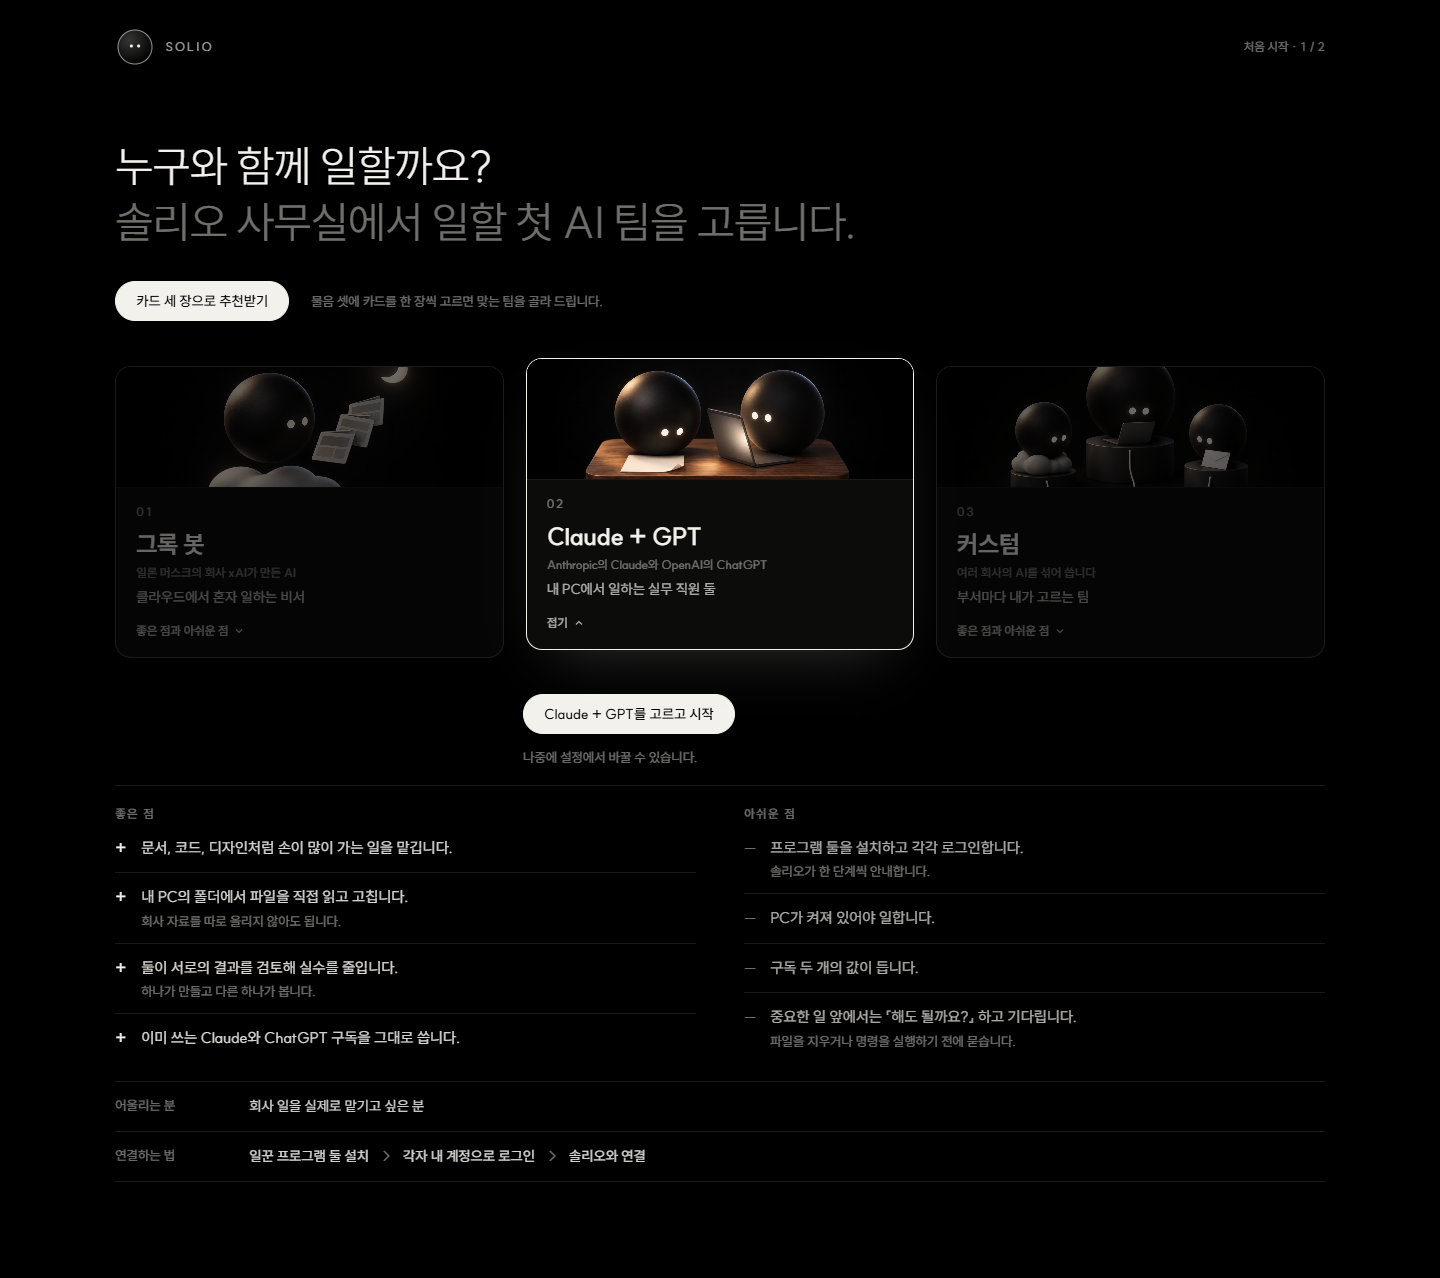 SOLIO
처음 시작 · 1 / 2
누구와 함께 일할까요?
솔리오 사무실에서 일할 첫 AI 팀을 고릅니다.
카드 세 장으로 추천받기
물음 셋에 카드를 한 장씩 고르면 맞는 팀을 골라 드립니다.
01
그록 봇
일론 머스크의 회사 xAI가 만든 AI
클라우드에서 혼자 일하는 비서
좋은 점과 아쉬운 점
02
Claude + GPT
Anthropic의 Claude와 OpenAI의 ChatGPT
내 PC에서 일하는 실무 직원 둘
접기
03
커스텀
여러 회사의 AI를 섞어 씁니다
부서마다 내가 고르는 팀
좋은 점과 아쉬운 점
Claude + GPT를 고르고 시작
나중에 설정에서 바꿀 수 있습니다.
좋은 점
+ 문서, 코드, 디자인처럼 손이 많이 가는 일을 맡깁니다.
+ 내 PC의 폴더에서 파일을 직접 읽고 고칩니다.
회사 자료를 따로 올리지 않아도 됩니다.
+ 둘이 서로의 결과를 검토해 실수를 줄입니다.
하나가 만들고 다른 하나가 봅니다.
+ 이미 쓰는 Claude와 ChatGPT 구독을 그대로 씁니다.
아쉬운 점
— 프로그램 둘을 설치하고 각각 로그인합니다.
솔리오가 한 단계씩 안내합니다.
— PC가 켜져 있어야 일합니다.
— 구독 두 개의 값이 듭니다.
— 중요한 일 앞에서는 「해도 될까요?」 하고 기다립니다.
파일을 지우거나 명령을 실행하기 전에 묻습니다.
어울리는 분
회사 일을 실제로 맡기고 싶은 분
연결하는 법
일꾼 프로그램 둘 설치 > 각자 내 계정으로 로그인 > 솔리오와 연결